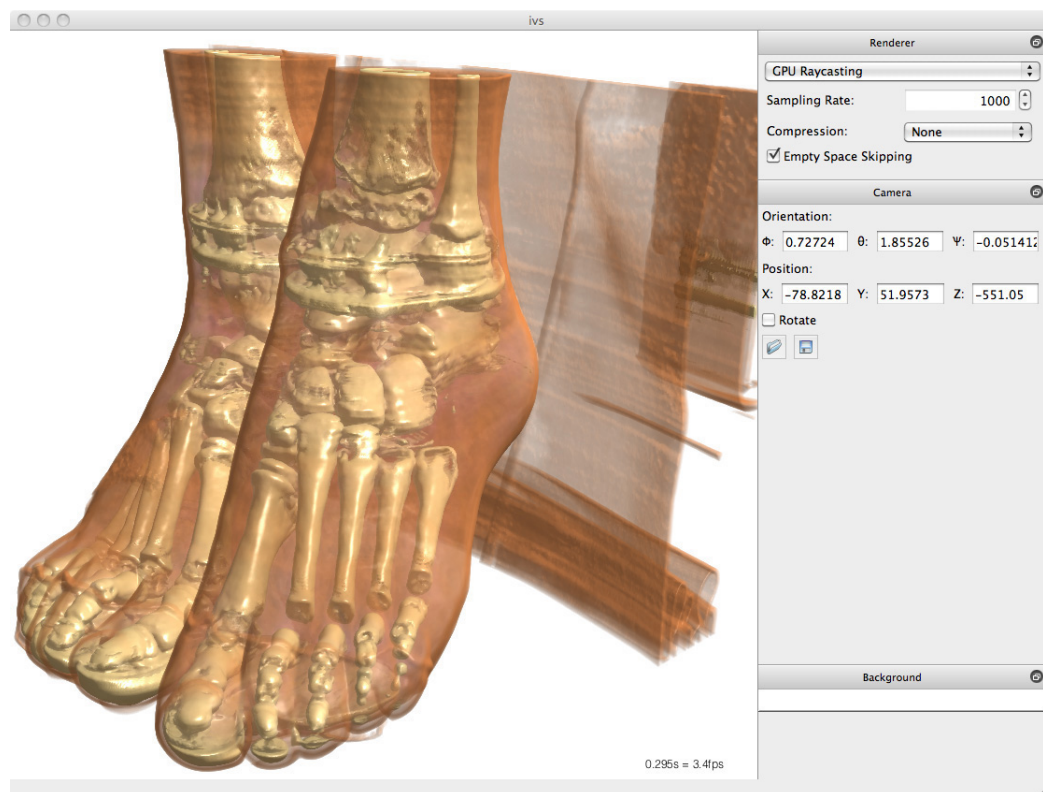 ivs
Renderer
GPU Raycasting
Sampling Rate: 1000
Compression: None
Empty Space Skipping
Camera
Orientation:
Φ: 0.72724 θ: 1.85526 Ψ: -0.051412
Position:
X: -78.8218 Y: 51.9573 Z: -551.05
Rotate
Background
0.295s = 3.4fps